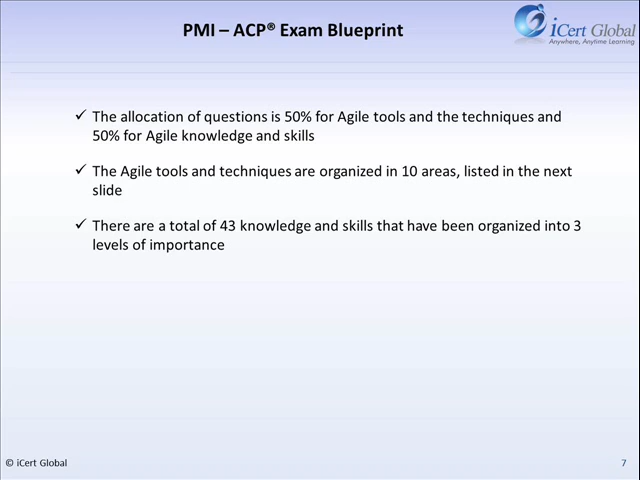 PMI – ACP® Exam Blueprint
iCert Global
Anywhere, Anytime Learning
✓ The allocation of questions is 50% for Agile tools and the techniques and
50% for Agile knowledge and skills
✓ The Agile tools and techniques are organized in 10 areas, listed in the next
slide
✓ There are a total of 43 knowledge and skills that have been organized into 3
levels of importance
© iCert Global
7